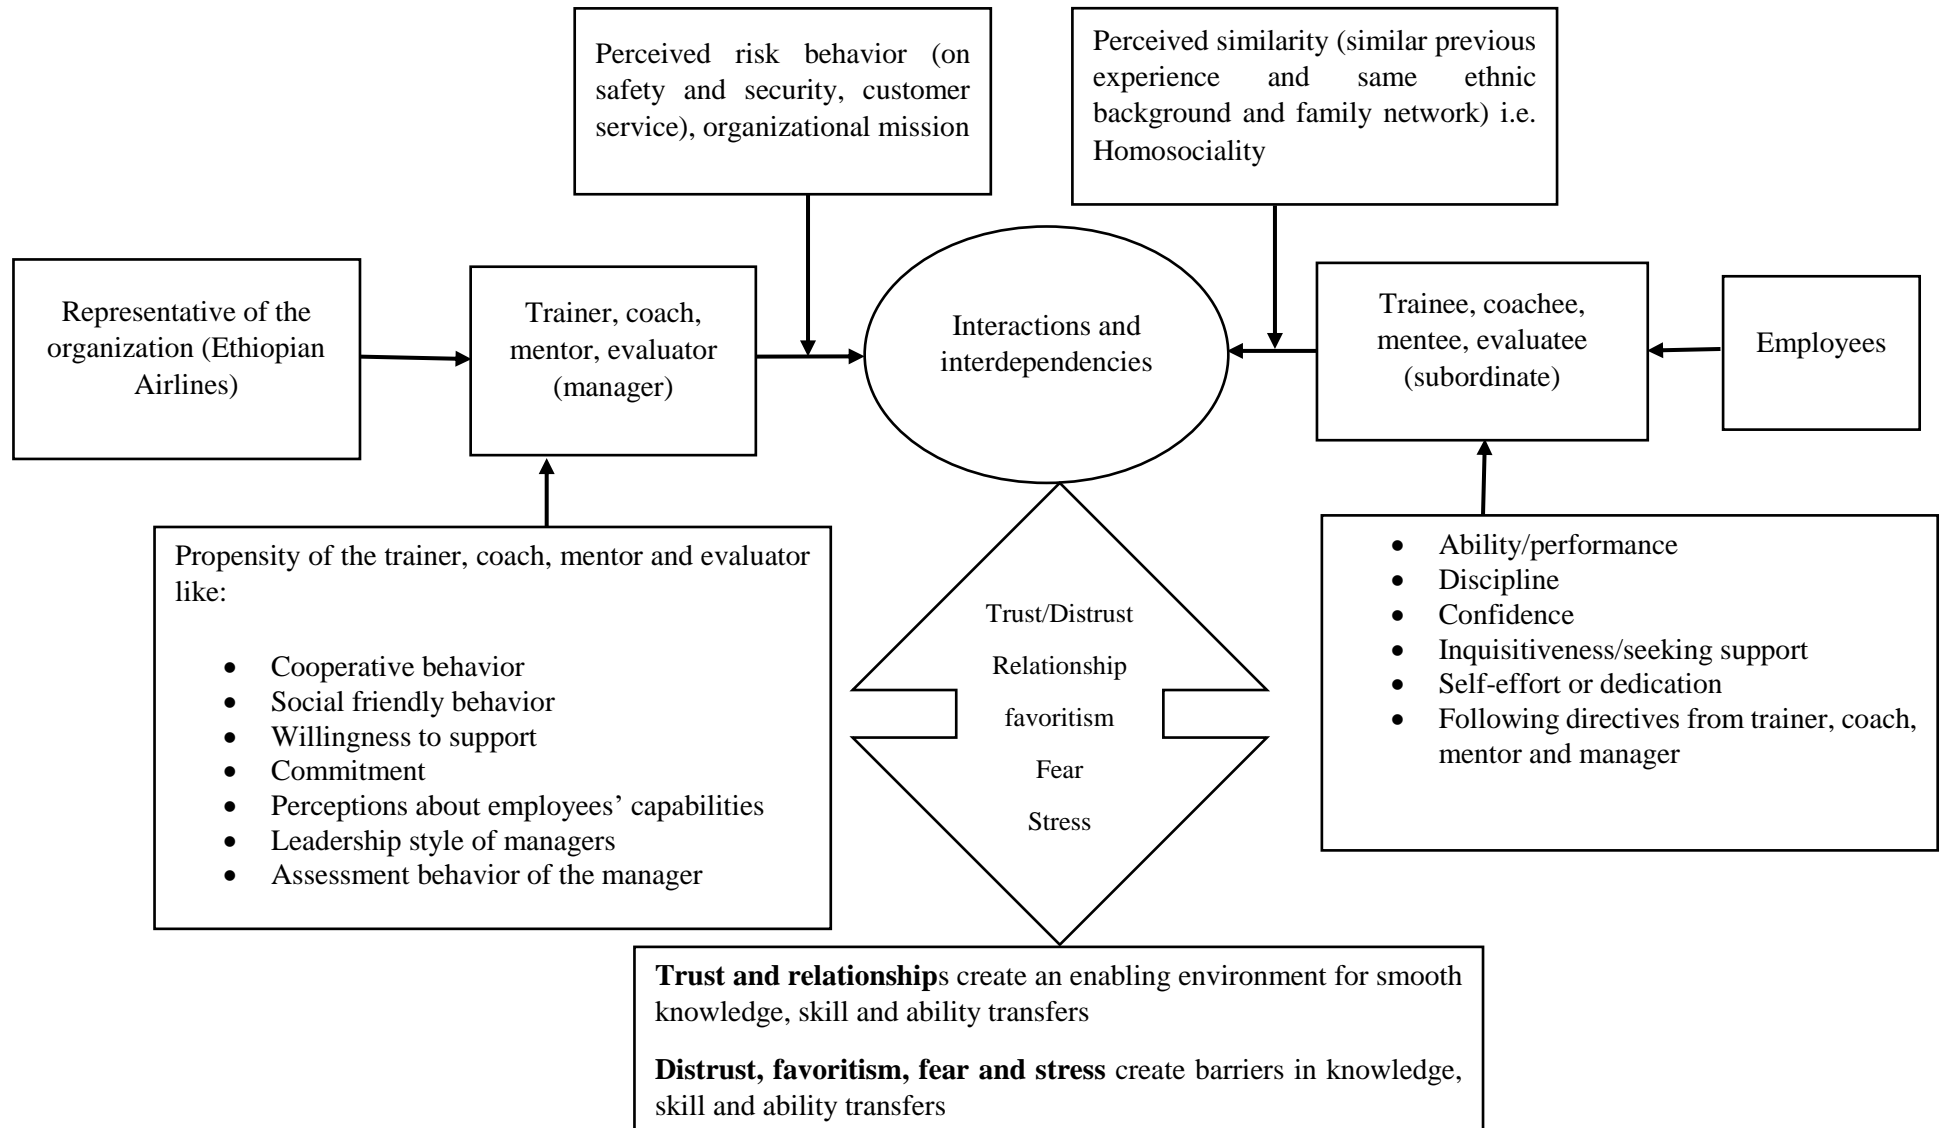 Perceived risk behavior (on
safety and security, customer
service), organizational mission
Perceived similarity (similar previous
experience and same ethnic
background and family network) i.e.
Homosociality
Representative of the
organization (Ethiopian
Airlines)
Trainer, coach,
mentor, evaluator
(manager)
Interactions and
interdependencies
Trainee, coachee,
mentee, evaluatee
(subordinate)
Employees
Propensity of the trainer, coach, mentor and evaluator
like:
• Cooperative behavior
• Social friendly behavior
• Willingness to support
• Commitment
• Perceptions about employees’ capabilities
• Leadership style of managers
• Assessment behavior of the manager
Trust/Distrust
Relationship
favoritism
Fear
Stress
• Ability/performance
• Discipline
• Confidence
• Inquisitiveness/seeking support
• Self-effort or dedication
• Following directives from trainer, coach,
mentor and manager
Trust and relationships create an enabling environment for smooth
knowledge, skill and ability transfers
Distrust, favoritism, fear and stress create barriers in knowledge,
skill and ability transfers